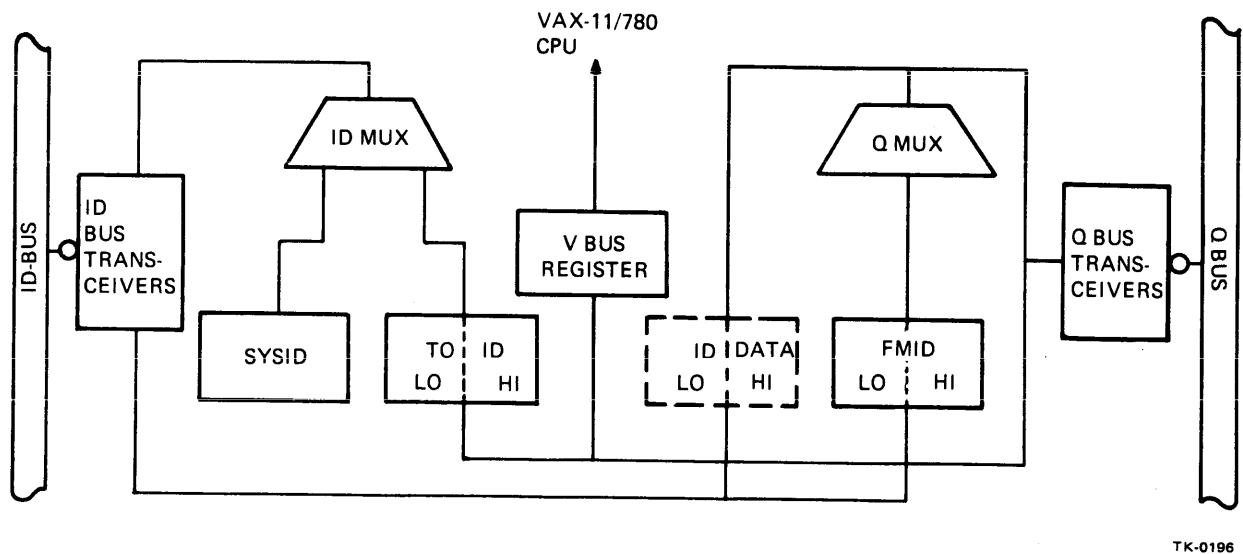 VAX-11/780
CPU
ID-BUS
ID
BUS
TRANS-
CEIVERS
ID MUX
SYSID
TO ID
LO HI
V BUS
REGISTER
ID DATA
LO HI
Q MUX
FMID
LO HI
Q BUS
TRANS-
CEIVERS
Q BUS
TK-0196